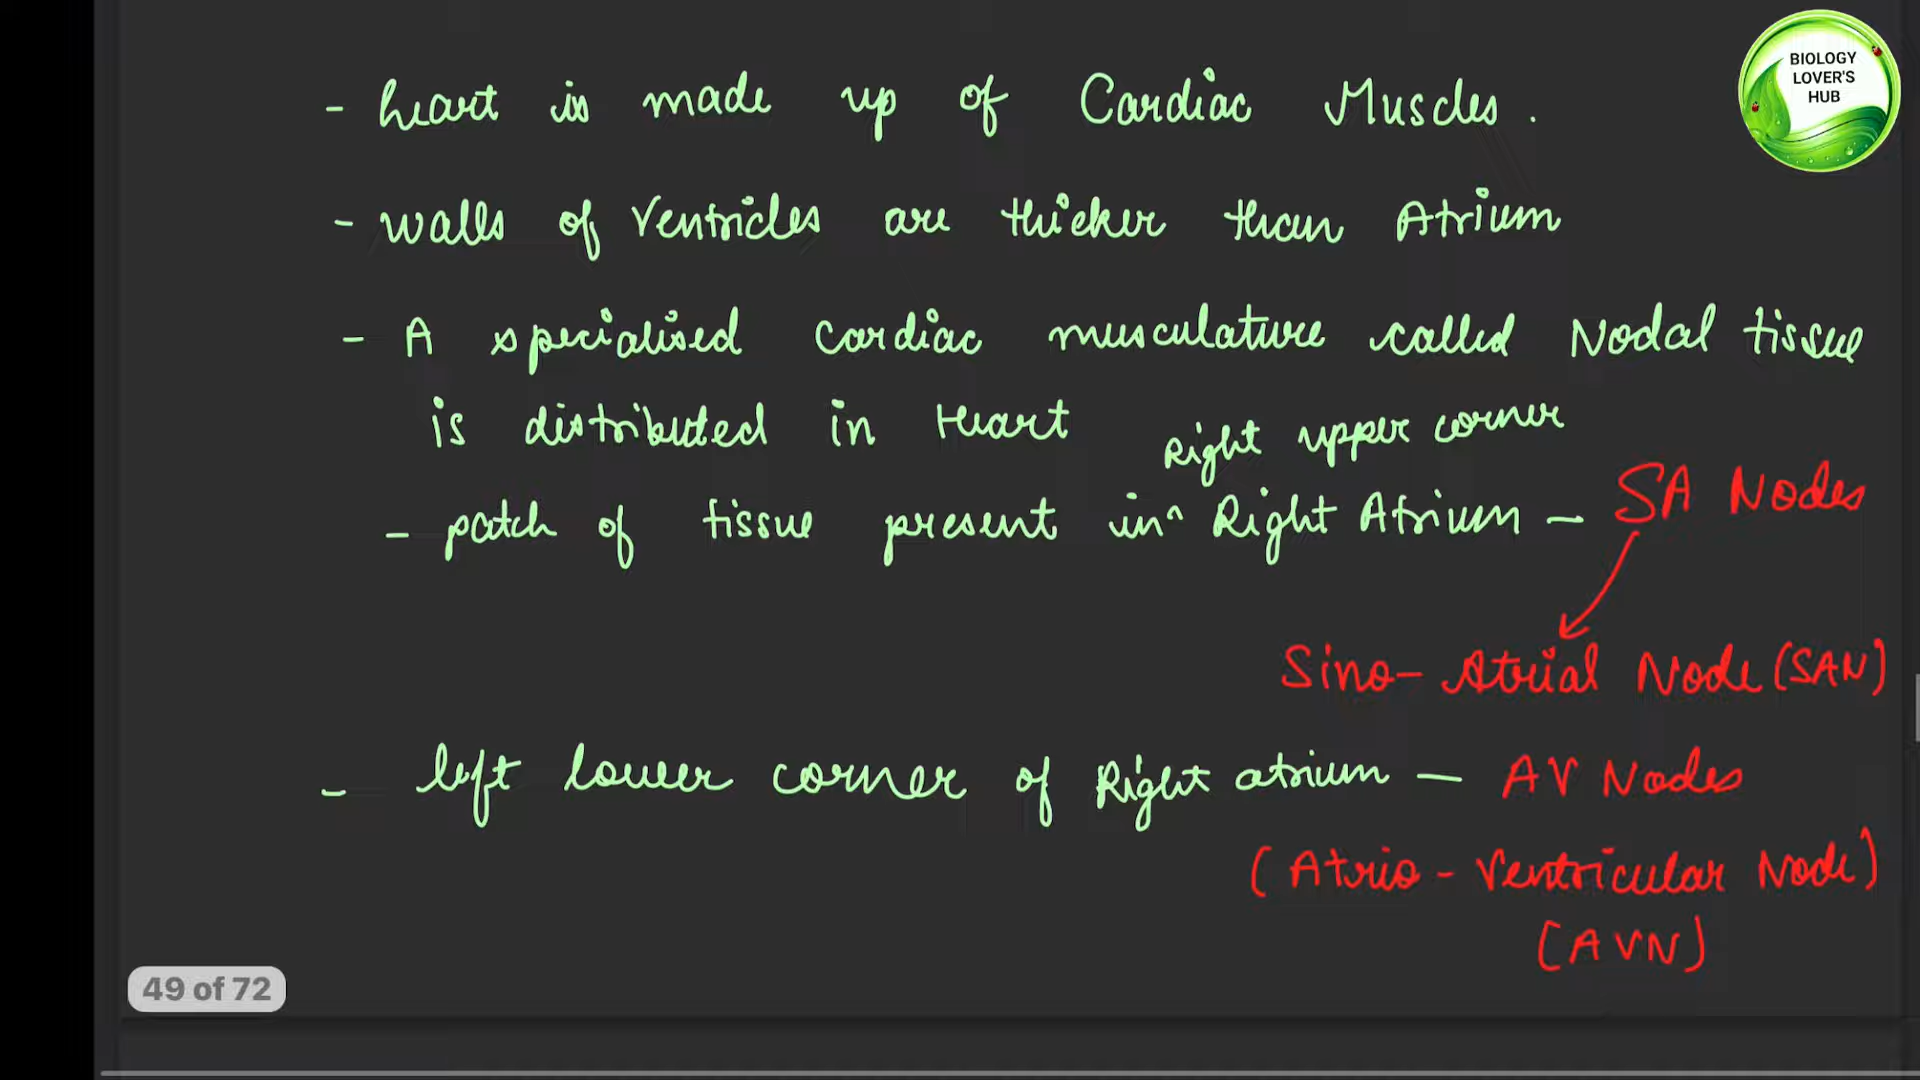 BIOLOGY
LOVER'S
HUB
- heart is made up of Cardiac Muscles.
- walls of Ventricles are thicker than Atrium
- A specialised cardiac musculature called Nodal tissue
is distributed in Heart
Right upper corner
- patch of tissue present in^ Right Atrium - SA Nodes
Sino-Atrial Node (SAN)
- left lower corner of Right atrium - AV Nodes
(Atrio-Ventricular Node)
(AVN)
49 of 72